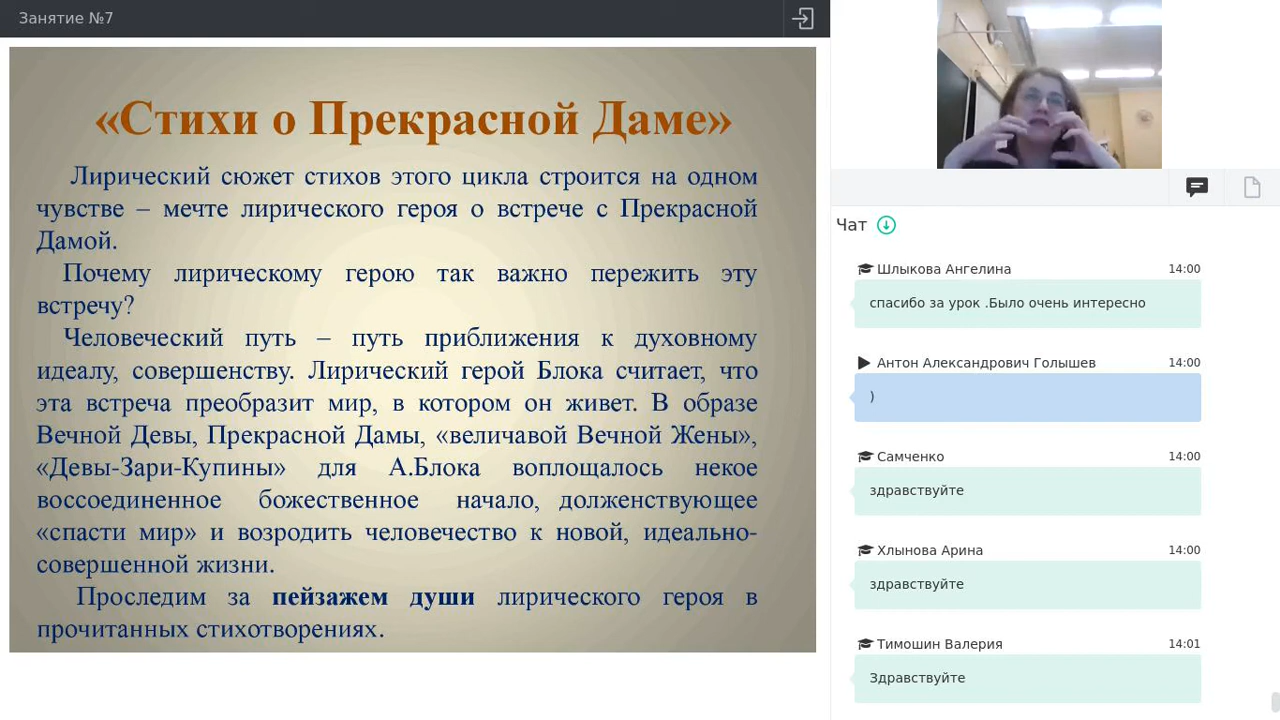 Занятие №7
«Стихи о Прекрасной Даме»
Лирический сюжет стихов этого цикла строится на одном
чувстве – мечте лирического героя о встрече с Прекрасной
Дамой.
Почему лирическому герою так важно пережить эту
встречу?
Человеческий путь – путь приближения к духовному
идеалу, совершенству. Лирический герой Блока считает, что
эта встреча преобразит мир, в котором он живет. В образе
Вечной Девы, Прекрасной Дамы, «величавой Вечной Жены»,
«Девы-Зари-Купины» для А.Блока воплощалось некое
воссоединенное божественное начало, долженствующее
«спасти мир» и возродить человечество к новой, идеально-
совершенной жизни.
Проследим за пейзажем души лирического героя в
прочитанных стихотворениях.
Чат
Шлыкова Ангелина 14:00
спасибо за урок .Было очень интересно
Антон Александрович Голышев 14:00
)
Самченко 14:00
здравствуйте
Хлынова Арина 14:00
здравствуйте
Тимошин Валерия 14:01
Здравствуйте